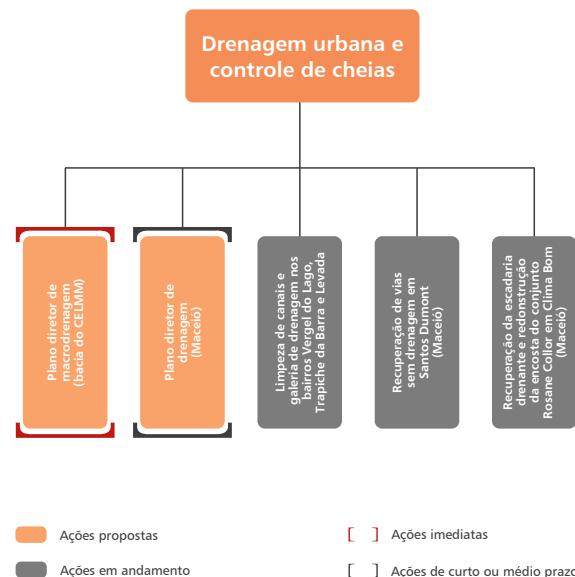 Drenagem urbana e
controle de cheias
Plano diretor de
macrodrenagem
(bacia do CELMM)
Plano diretor de
drenagem
(Maceió)
Limpeza de canais e
galeria de drenagem nos
bairros Vergel do Lago,
Trapiche da Barra e Levada
Recuperação de vias
sem drenagem em
Santos Dumont
(Maceió)
Recuperação da escadaria
drenante e redonstrução
da encosta do conjunto
Rosane Collor em Clima Bom
Ações propostas
[ ] Ações imediatas
Ações em andamento
[ ] Ações de curto ou médio prazo